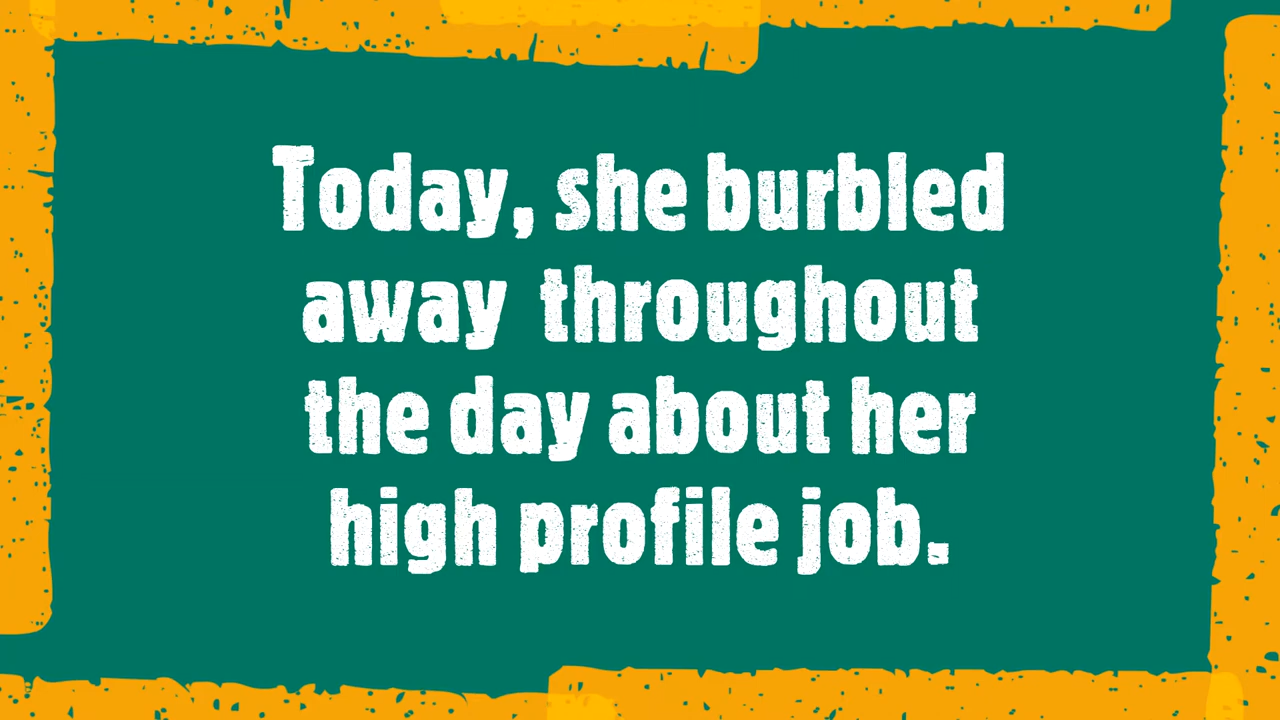 Today, she burbled
away  throughout
the day about her
high profile job.